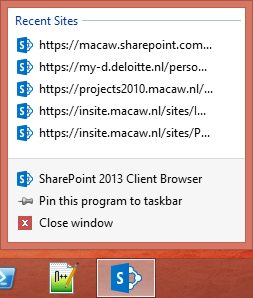 Recent Sites
https://macaw.sharepoint.com...
https://my-d.deloitte.nl/perso...
https://projects2010.macaw.nl/...
https://insite.macaw.nl/sites/I...
https://insite.macaw.nl/sites/P...
SharePoint 2013 Client Browser
Pin this program to taskbar
Close window